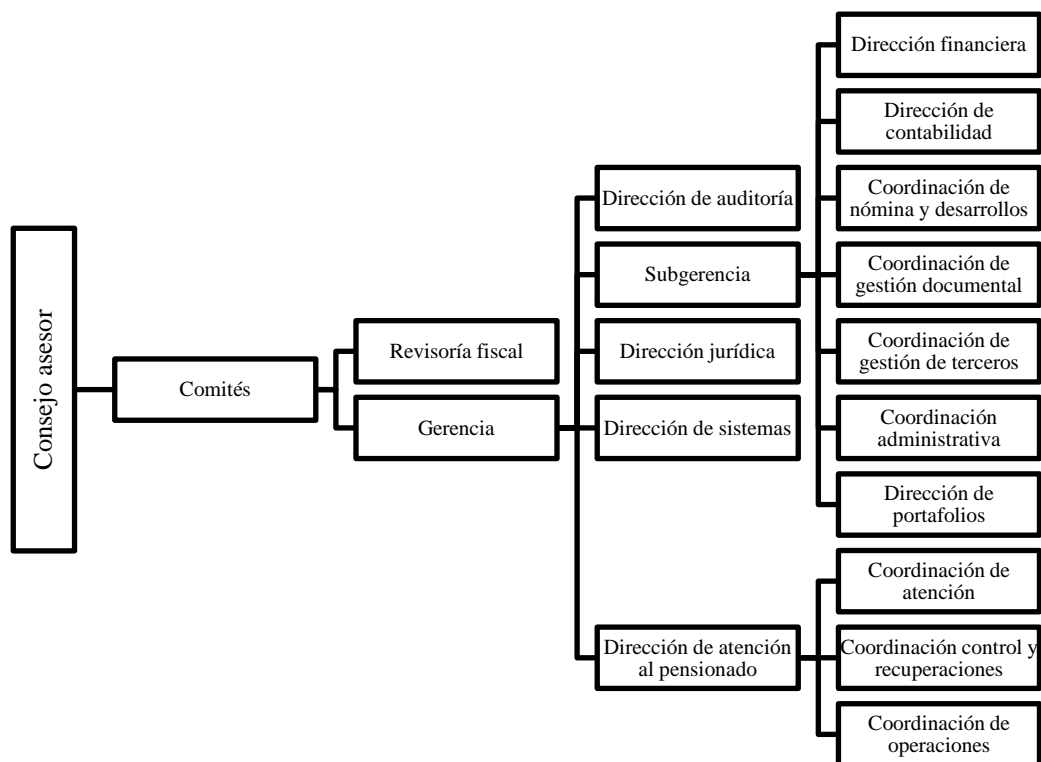 Consejo asesor
Comités
Revisoría fiscal
Gerencia
Dirección de auditoría
Subgerencia
Dirección jurídica
Dirección de sistemas
Dirección de atención
al pensionado
Dirección financiera
Dirección de
contabilidad
Coordinación de
nómina y desarrollos
Coordinación de
gestión documental
Coordinación de
gestión de terceros
Coordinación
administrativa
Dirección de
portafolios
Coordinación de
atención
Coordinación control y
recuperaciones
Coordinación de
operaciones